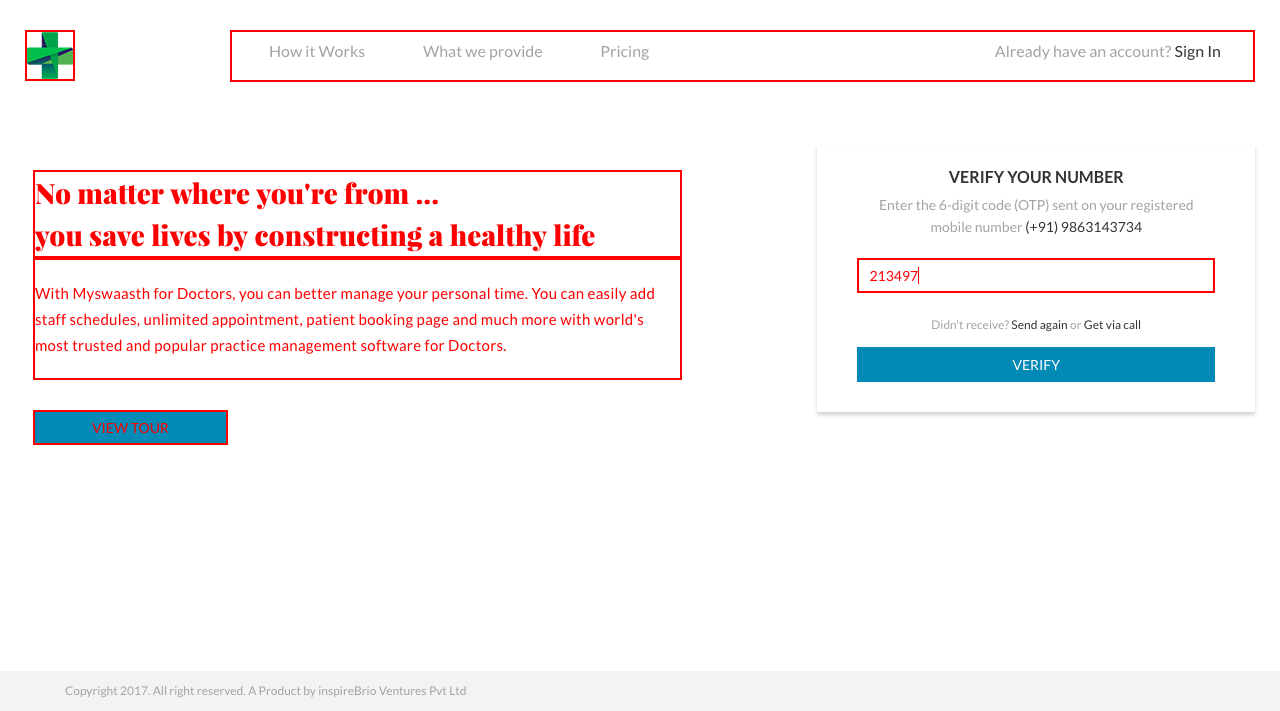 How it Works What we provide Pricing Already have an account? Sign In
No matter where you're from ...
you save lives by constructing a healthy life
With Myswaasth for Doctors, you can better manage your personal time. You can easily add
staff schedules, unlimited appointment, patient booking page and much more with world's
most trusted and popular practice management software for Doctors.
VIEW TOUR
VERIFY YOUR NUMBER
Enter the 6-digit code (OTP) sent on your registered
mobile number (+91) 9863143734
213497
Didn't receive? Send again or Get via call
VERIFY
Copyright 2017. All right reserved. A Product by inspireBrio Ventures Pvt Ltd